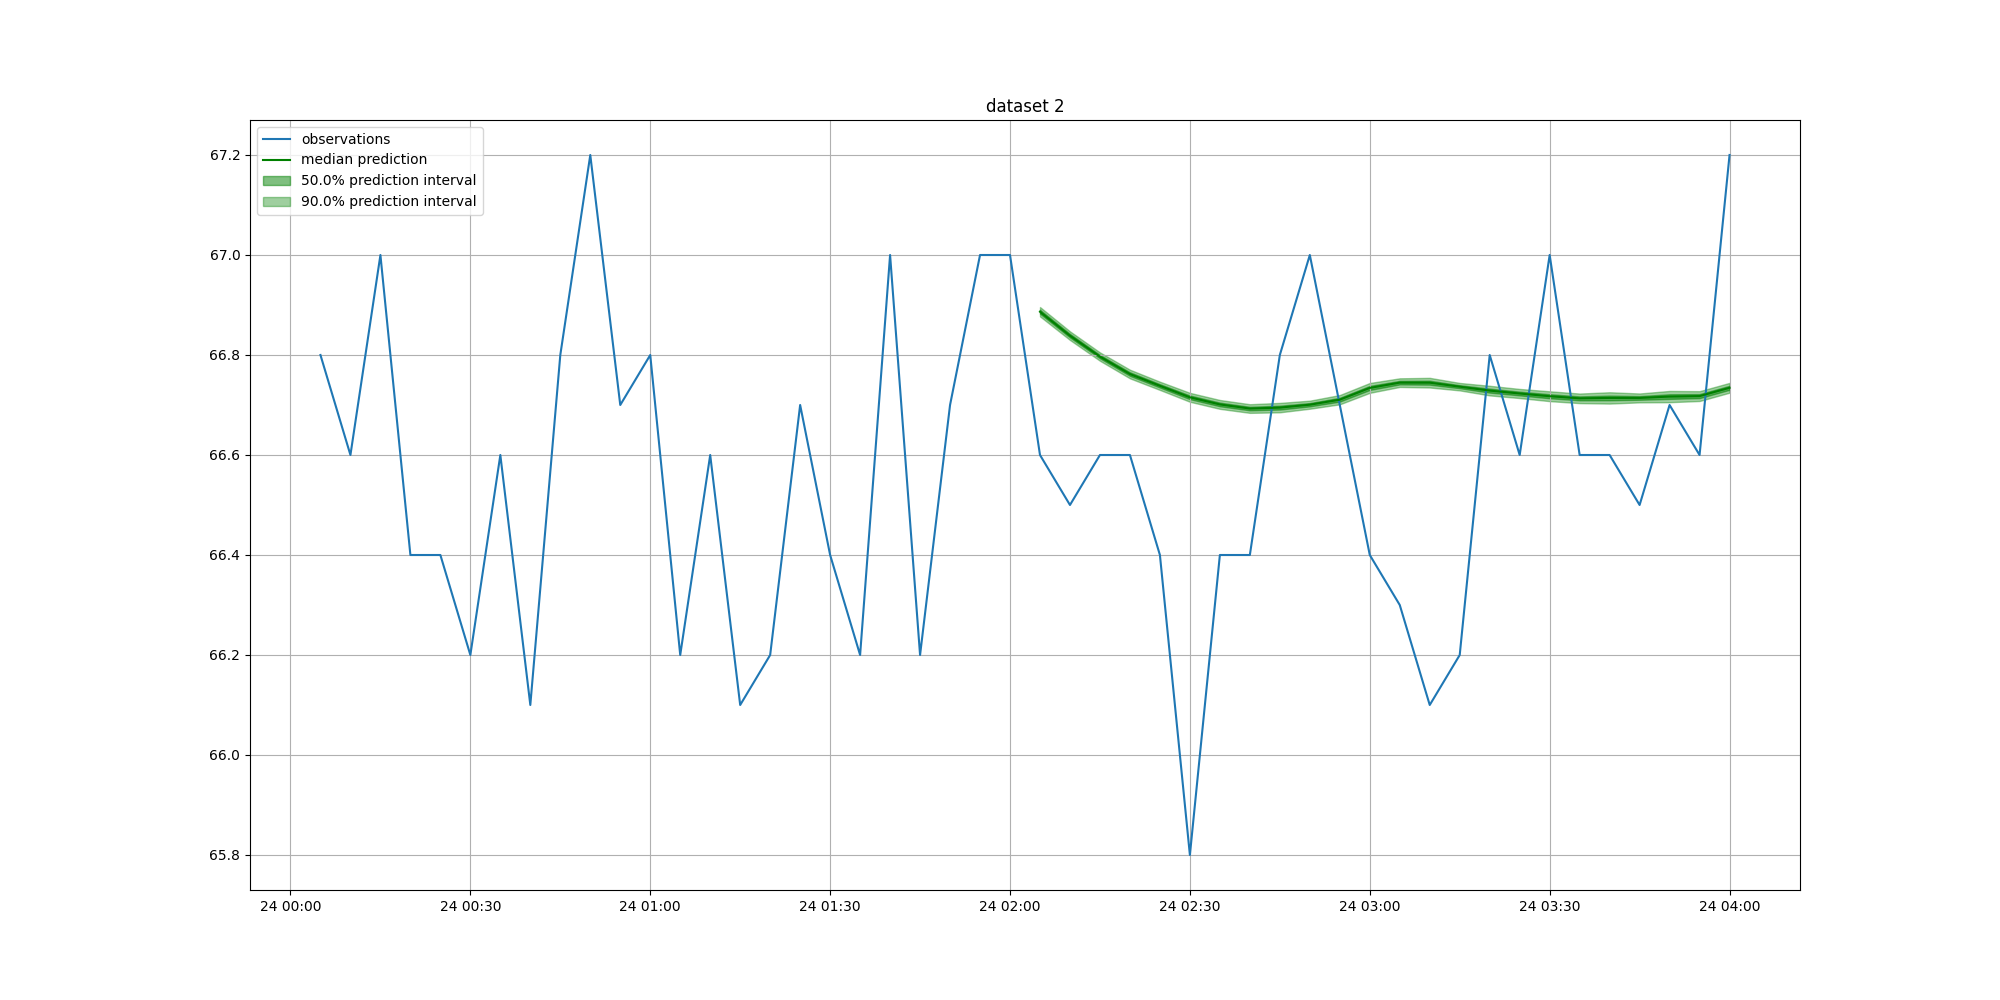 dataset 2
observations
median prediction
50.0% prediction interval
90.0% prediction interval
67.2
67.0
66.8
66.6
66.4
66.2
66.0
65.8
24 00:00 24 00:30 24 01:00 24 01:30 24 02:00 24 02:30 24 03:00 24 03:30 24 04:00